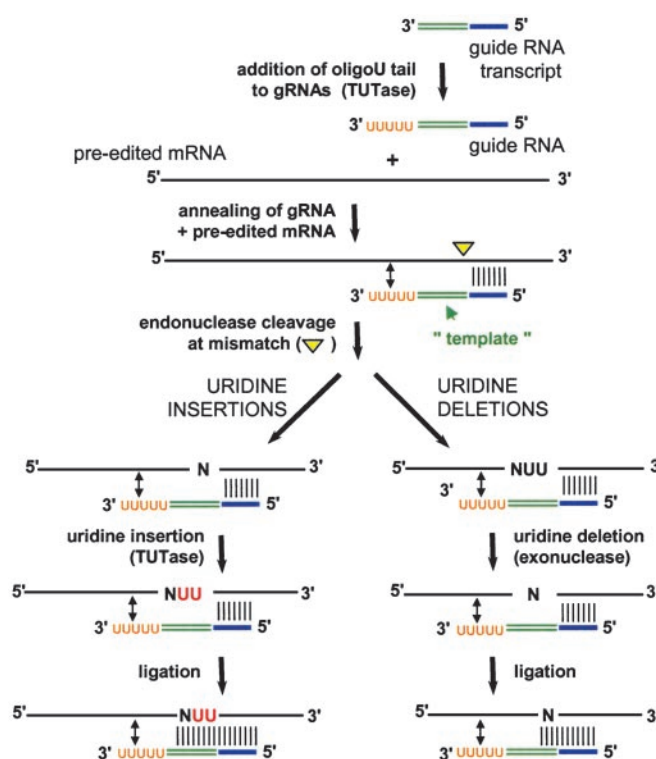 3' 5'
guide RNA
transcript
addition of oligoU tail
to gRNAs (TUTase)
3' UUUUU 5'
guide RNA
pre-edited mRNA
+
5' 3'
annealing of gRNA
+ pre-edited mRNA
5' 3'
3' UUUUU 5'
endonuclease cleavage
at mismatch ( )
" template "
URIDINE
INSERTIONS
URIDINE
DELETIONS
5' N 3'
3' UUUUU 5'
uridine insertion
(TUTase)
5' NUU 3'
3' UUUUU 5'
ligation
5' NUU 3'
3' UUUUU 5'
5' NUU 3'
3' UUUUU 5'
uridine deletion
(exonuclease)
5' N 3'
3' UUUUU 5'
ligation
5' N 3'
3' UUUUU 5'